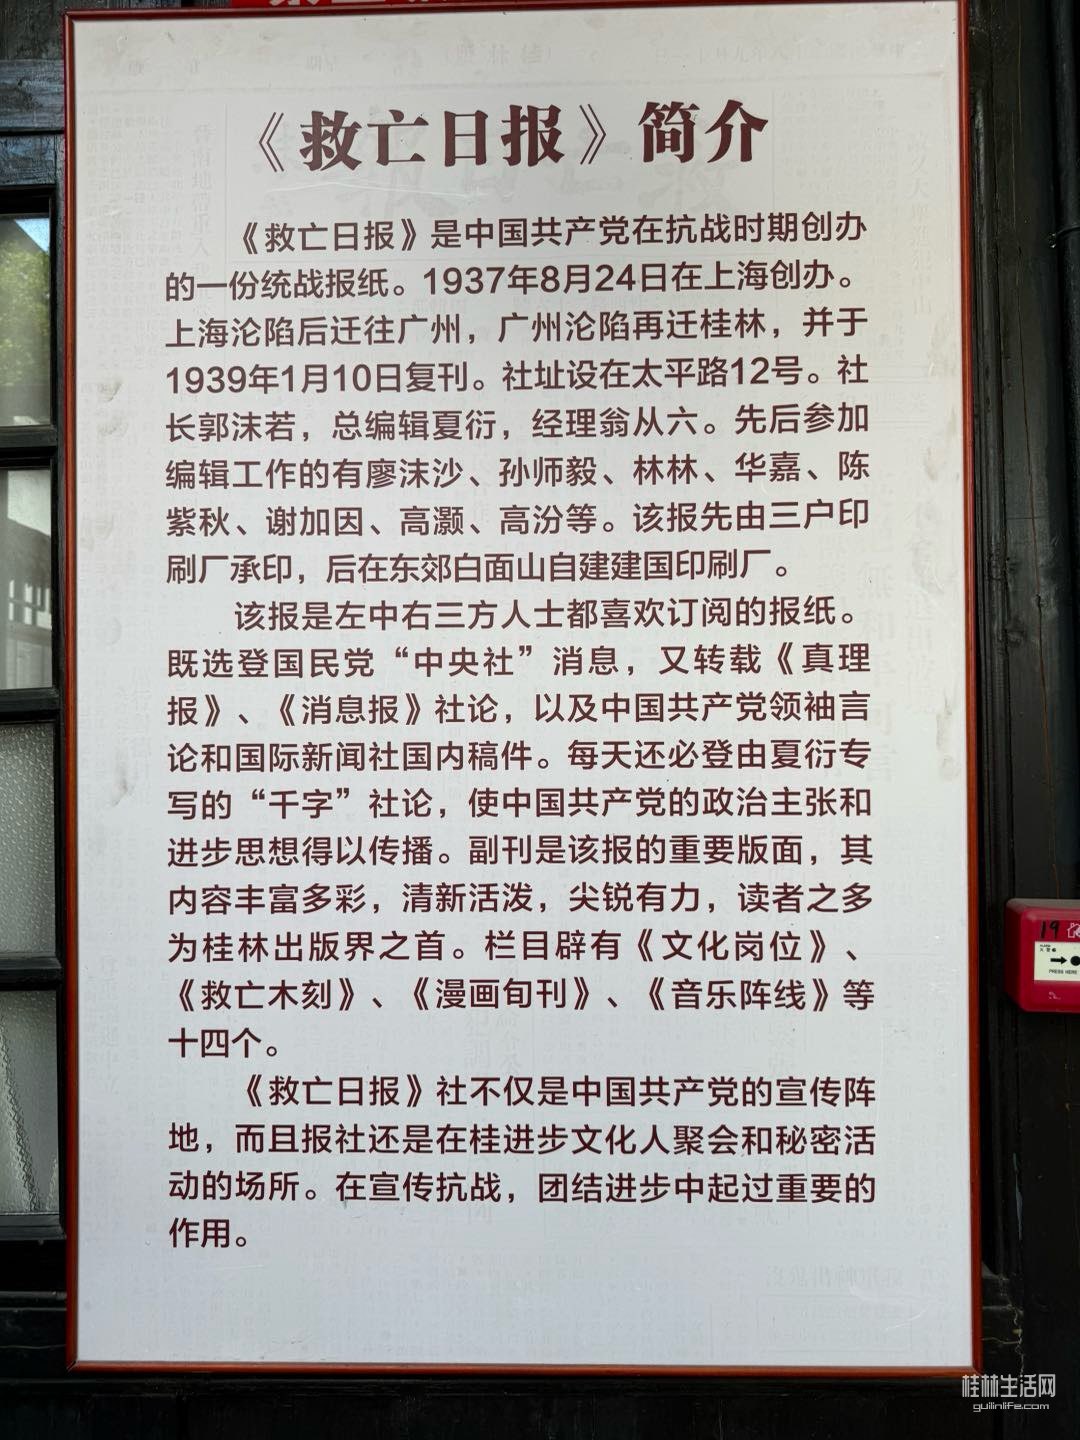 《救亡日报》简介
《救亡日报》是中国共产党在抗战时期创办
的一份统战报纸。1937年8月24日在上海创办。
上海沦陷后迁往广州，广州沦陷再迁桂林，并于
1939年1月10日复刊。社址设在太平路12号。社
长郭沫若，总编辑夏衍，经理翁从六。先后参加
编辑工作的有廖沫沙、孙师毅、林林、华嘉、陈
紫秋、谢加因、高灏、高汾等。该报先由三户印
刷厂承印，后在东郊白面山自建建国印刷厂。
该报是左中右三方人士都喜欢订阅的报纸。
既选登国民党“中央社”消息，又转载《真理
报》、《消息报》社论，以及中国共产党领袖言
论和国际新闻社国内稿件。每天还必登由夏衍专
写的“千字”社论，使中国共产党的政治主张和
进步思想得以传播。副刊是该报的重要版面，其
内容丰富多彩，清新活泼，尖锐有力，读者之多
为桂林出版界之首。栏目辟有《文化岗位》、
《救亡木刻》、《漫画旬刊》、《音乐阵线》等
十四个。
《救亡日报》社不仅是中国共产党的宣传阵
地，而且报社还是在桂进步文化人聚会和秘密活
动的场所。在宣传抗战，团结进步中起过重要的
作用。
19
PRESS HERE
桂林生活网
guilinlife.com